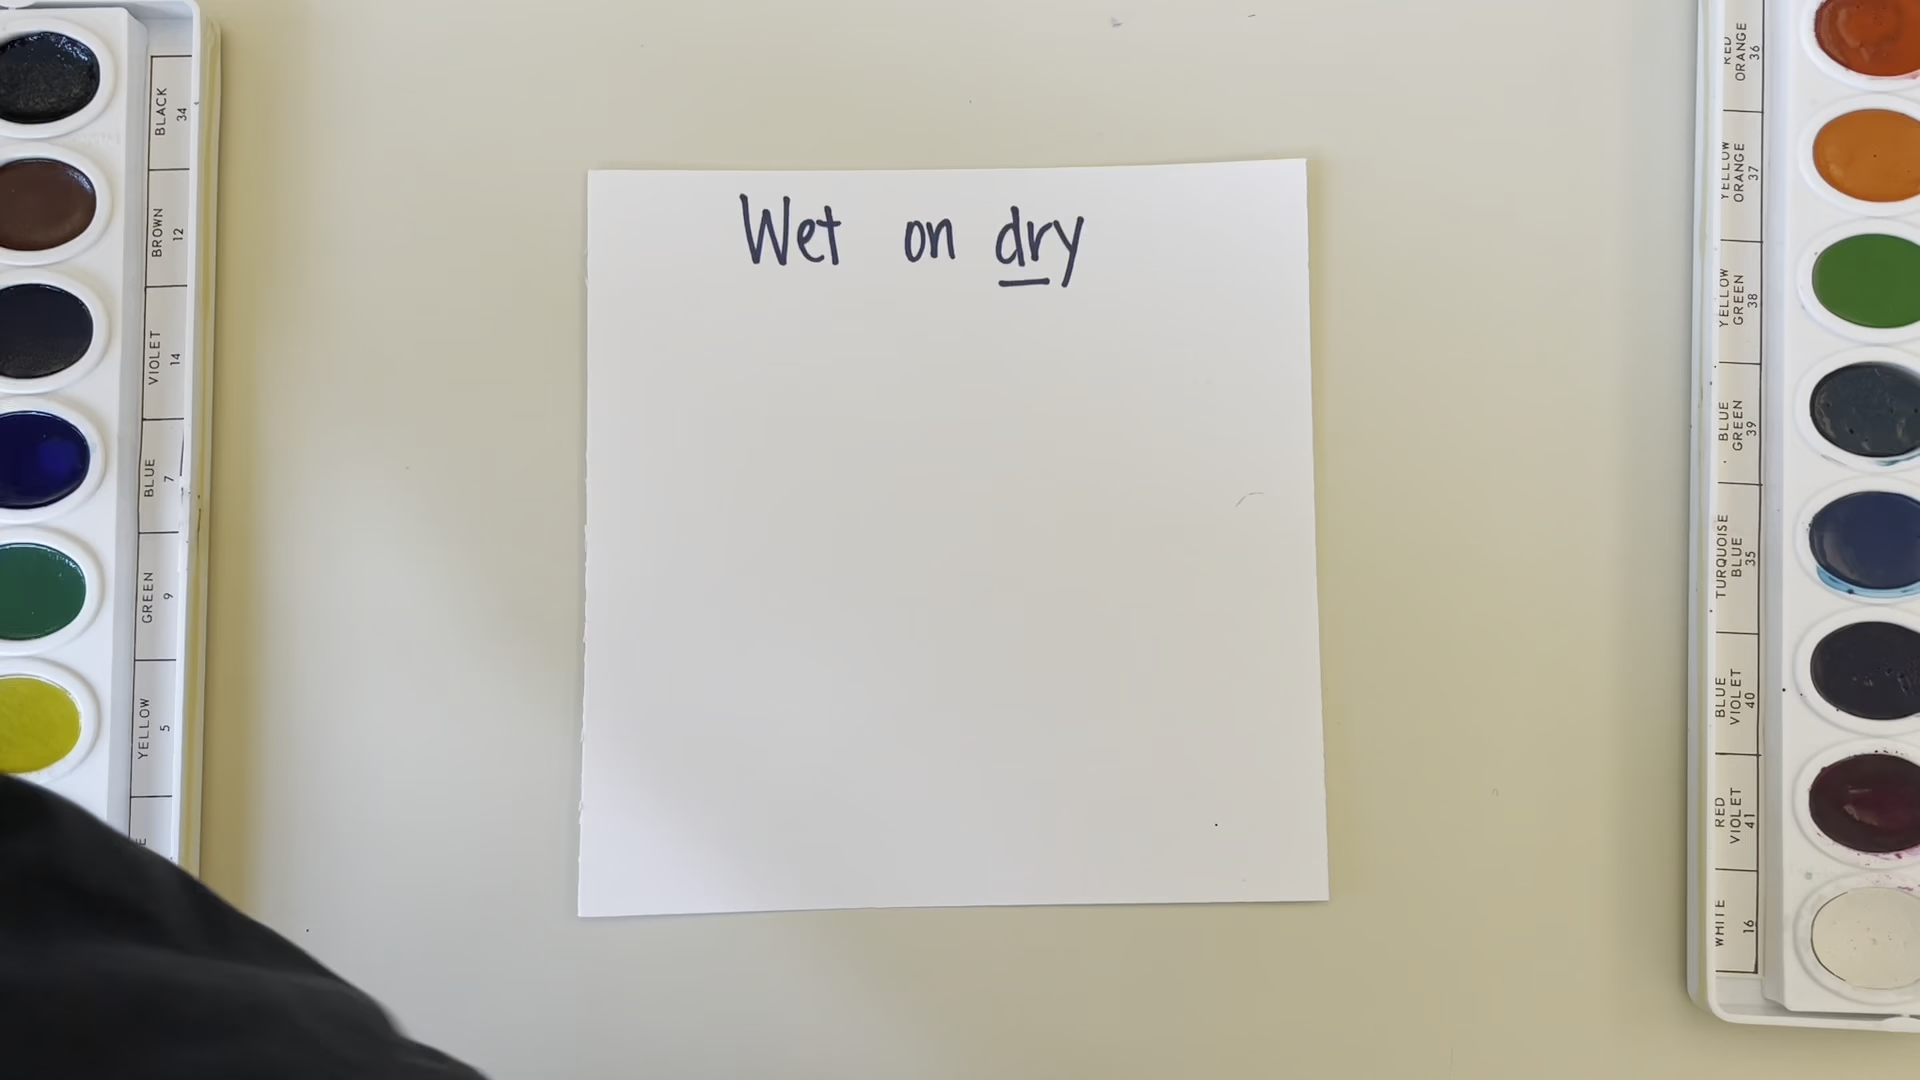 Wet on dry
BLACK
34
BROWN
12
VIOLET
14
BLUE
7
GREEN
9
YELLOW
5
E
RED
ORANGE
36
YELLOW
ORANGE
37
YELLOW
GREEN
38
BLUE
GREEN
39
TURQUOISE
BLUE
35
BLUE
VIOLET
40
RED
VIOLET
41
WHITE
16